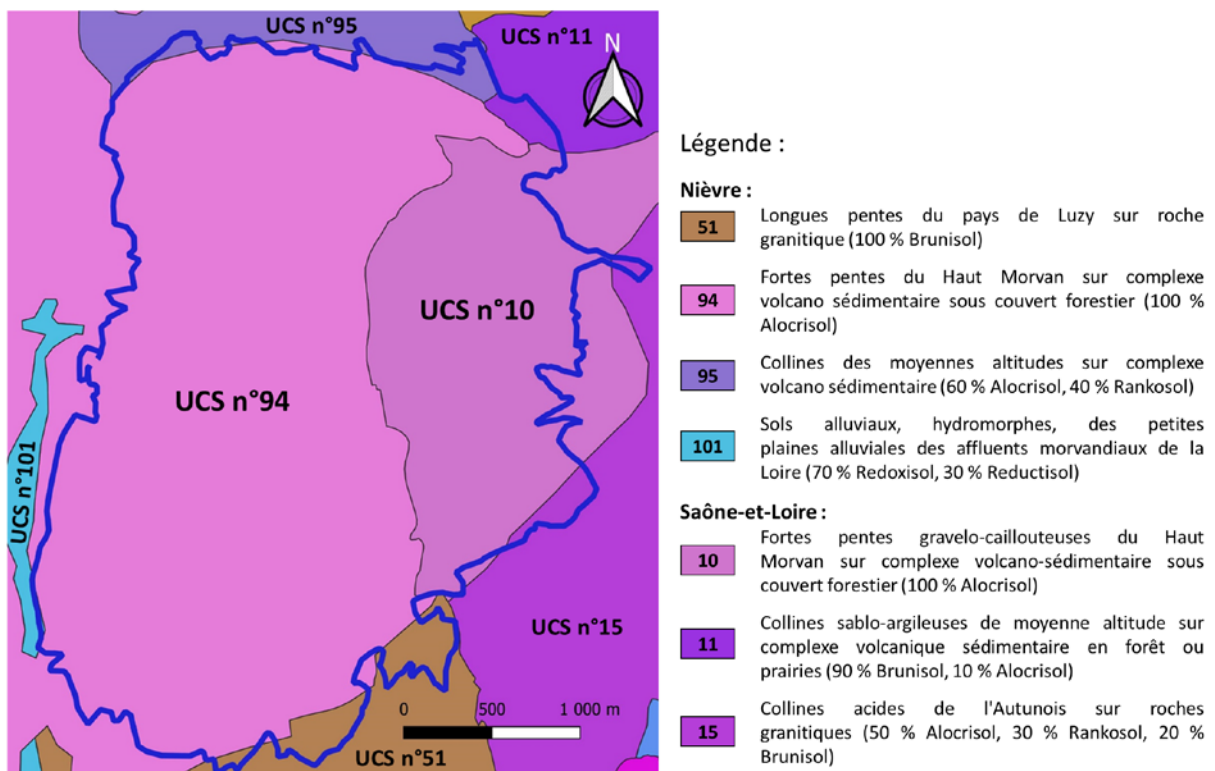 UCS n°95
UCS n°11
N
UCS n°10
UCS n°94
UCS n°101
UCS n°15
0 500 1 000 m
UCS n°51
Légende :
Nièvre :
51
Longues pentes du pays de Luzy sur roche
granitique (100 % Brunisol)
94
Fortes pentes du Haut Morvan sur complexe
volcano sédimentaire sous couvert forestier (100 %
Alocrisol)
95
Collines des moyennes altitudes sur complexe
volcano sédimentaire (60 % Alocrisol, 40 % Rankosol)
101
Sols alluviaux, hydromorphes, des petites
plaines alluviales des affluents morvandiaux de la
Loire (70 % Redoxisol, 30 % Reductisol)
Saône-et-Loire :
10
Fortes pentes gravelo-caillouteuses du Haut
Morvan sur complexe volcano-sédimentaire sous
couvert forestier (100 % Alocrisol)
11
Collines sablo-argileuses de moyenne altitude sur
complexe volcanique sédimentaire en forêt ou
prairies (90 % Brunisol, 10 % Alocrisol)
15
Collines acides de l'Autunois sur roches
granitiques (50 % Alocrisol, 30 % Rankosol, 20 %
Brunisol)